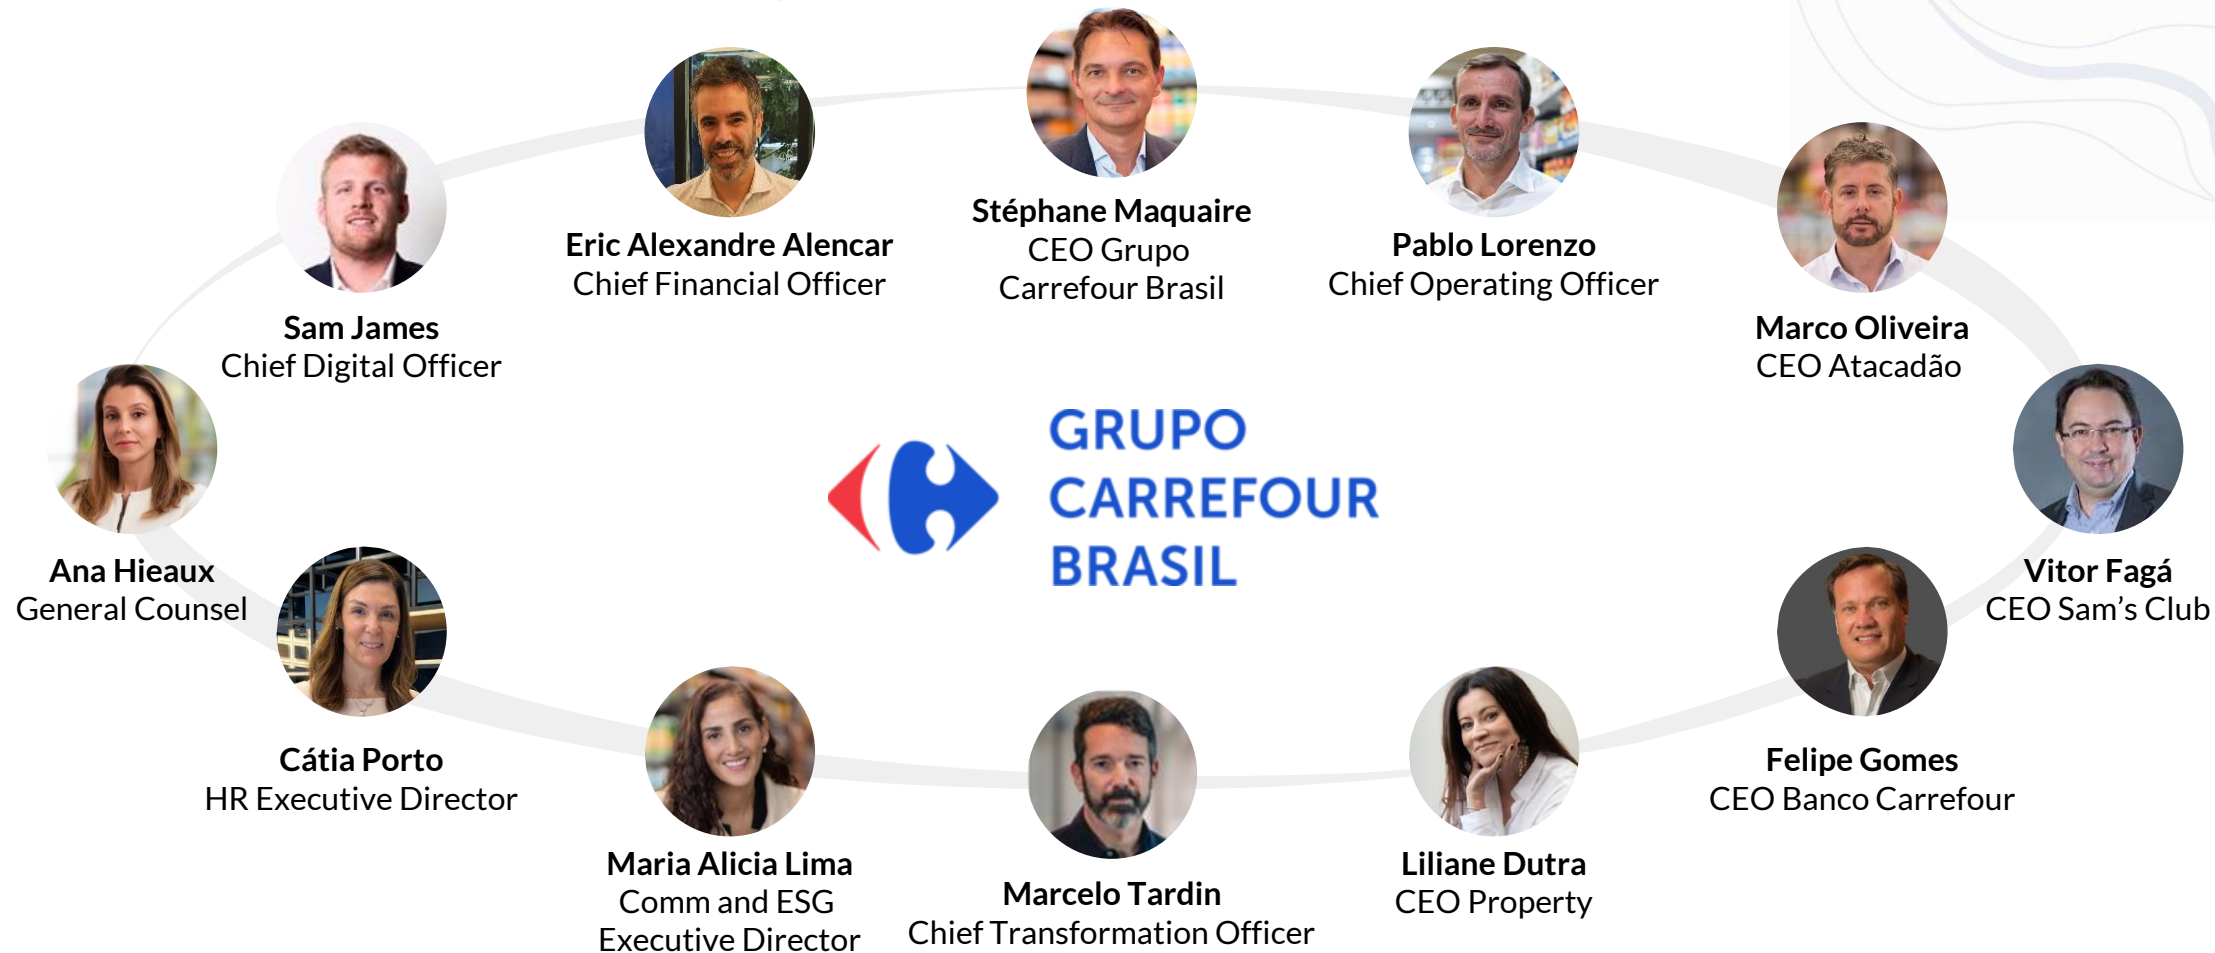 Stéphane Maquaire
CEO Grupo
Carrefour Brasil
Eric Alexandre Alencar
Chief Financial Officer
Pablo Lorenzo
Chief Operating Officer
Sam James
Chief Digital Officer
Marco Oliveira
CEO Atacadão
GRUPO
CARREFOUR
BRASIL
Ana Hieaux
General Counsel
Vitor Fagá
CEO Sam’s Club
Cátia Porto
HR Executive Director
Felipe Gomes
CEO Banco Carrefour
Maria Alicia Lima
Comm and ESG
Executive Director
Marcelo Tardin
Chief Transformation Officer
Liliane Dutra
CEO Property